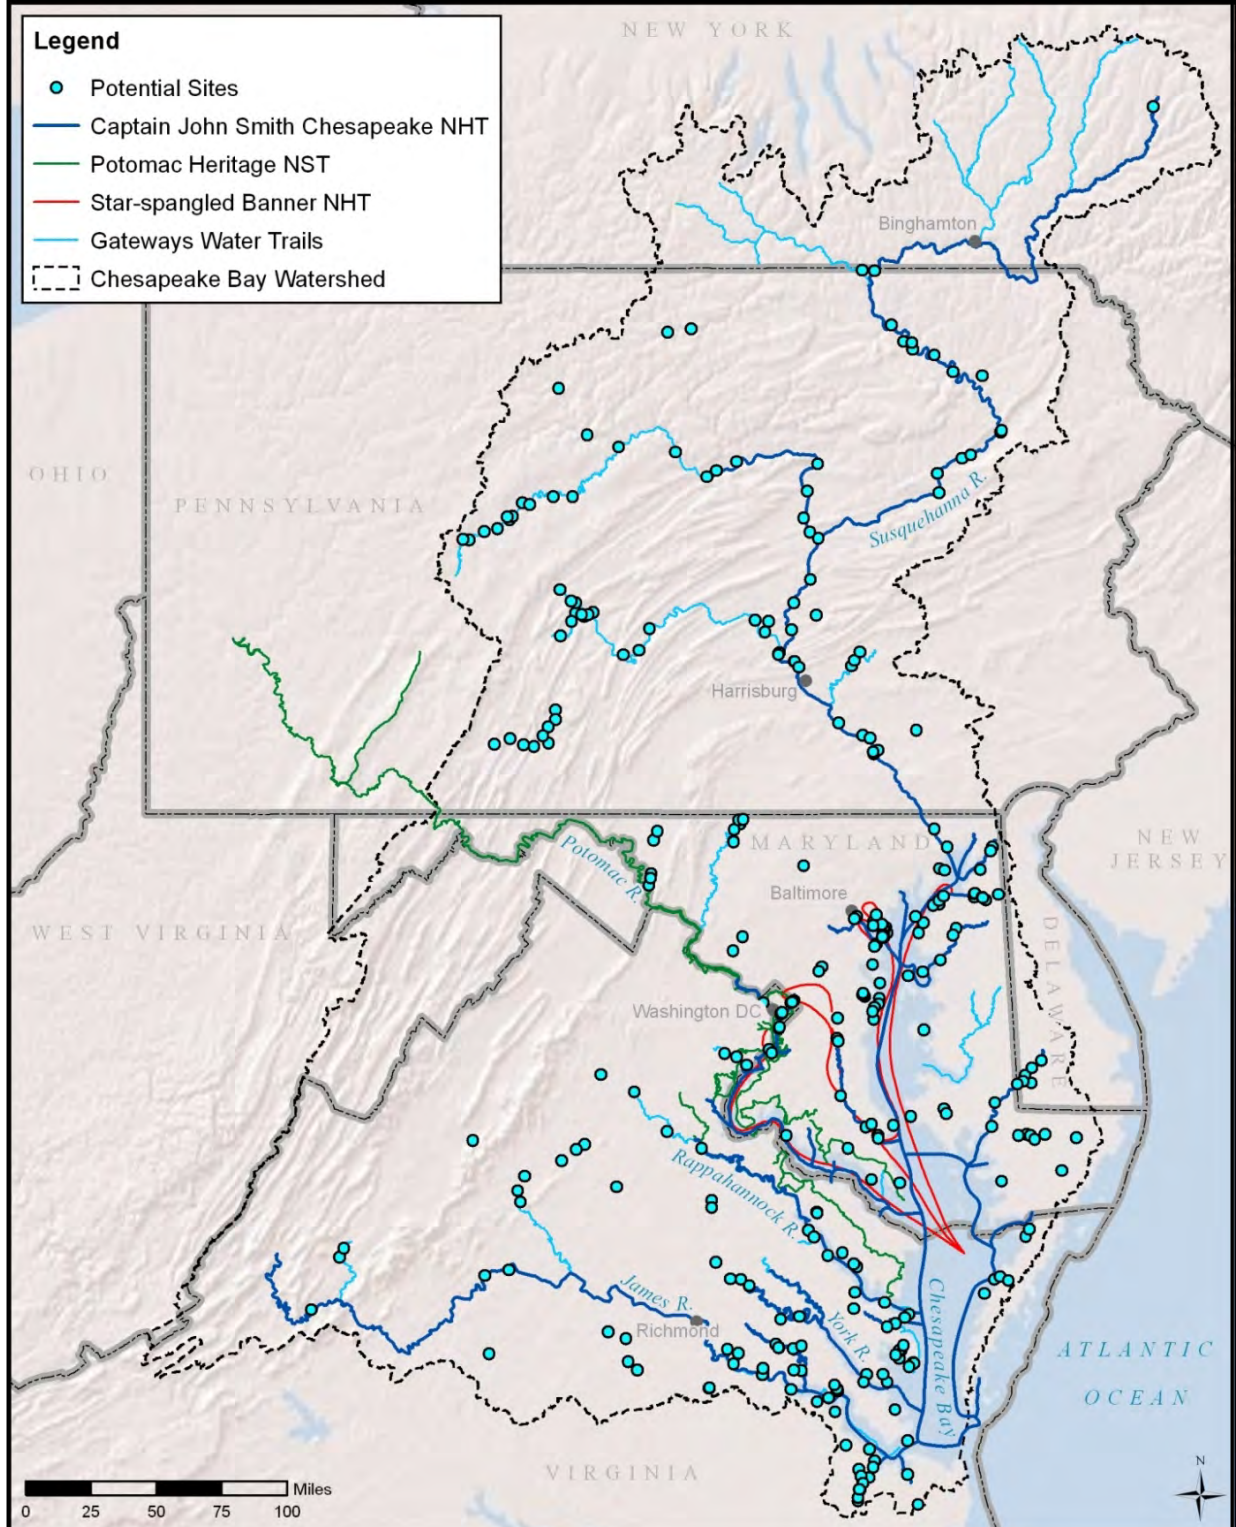 Legend
Potential Sites
Captain John Smith Chesapeake NHT
Potomac Heritage NST
Star-spangled Banner NHT
Gateways Water Trails
Chesapeake Bay Watershed
NEW YORK
Binghamton
OHIO
PENNSYLVANIA
Susquehanna R.
Harrisburg
MARYLAND
NEW
JERSEY
Potomac R.
Baltimore
WEST VIRGINIA
DELAWARE
Washington DC
Rappahannock R.
James R.
Richmond
York R.
Chesapeake Bay
ATLANTIC
OCEAN
VIRGINIA
N
Miles
0 25 50 75 100